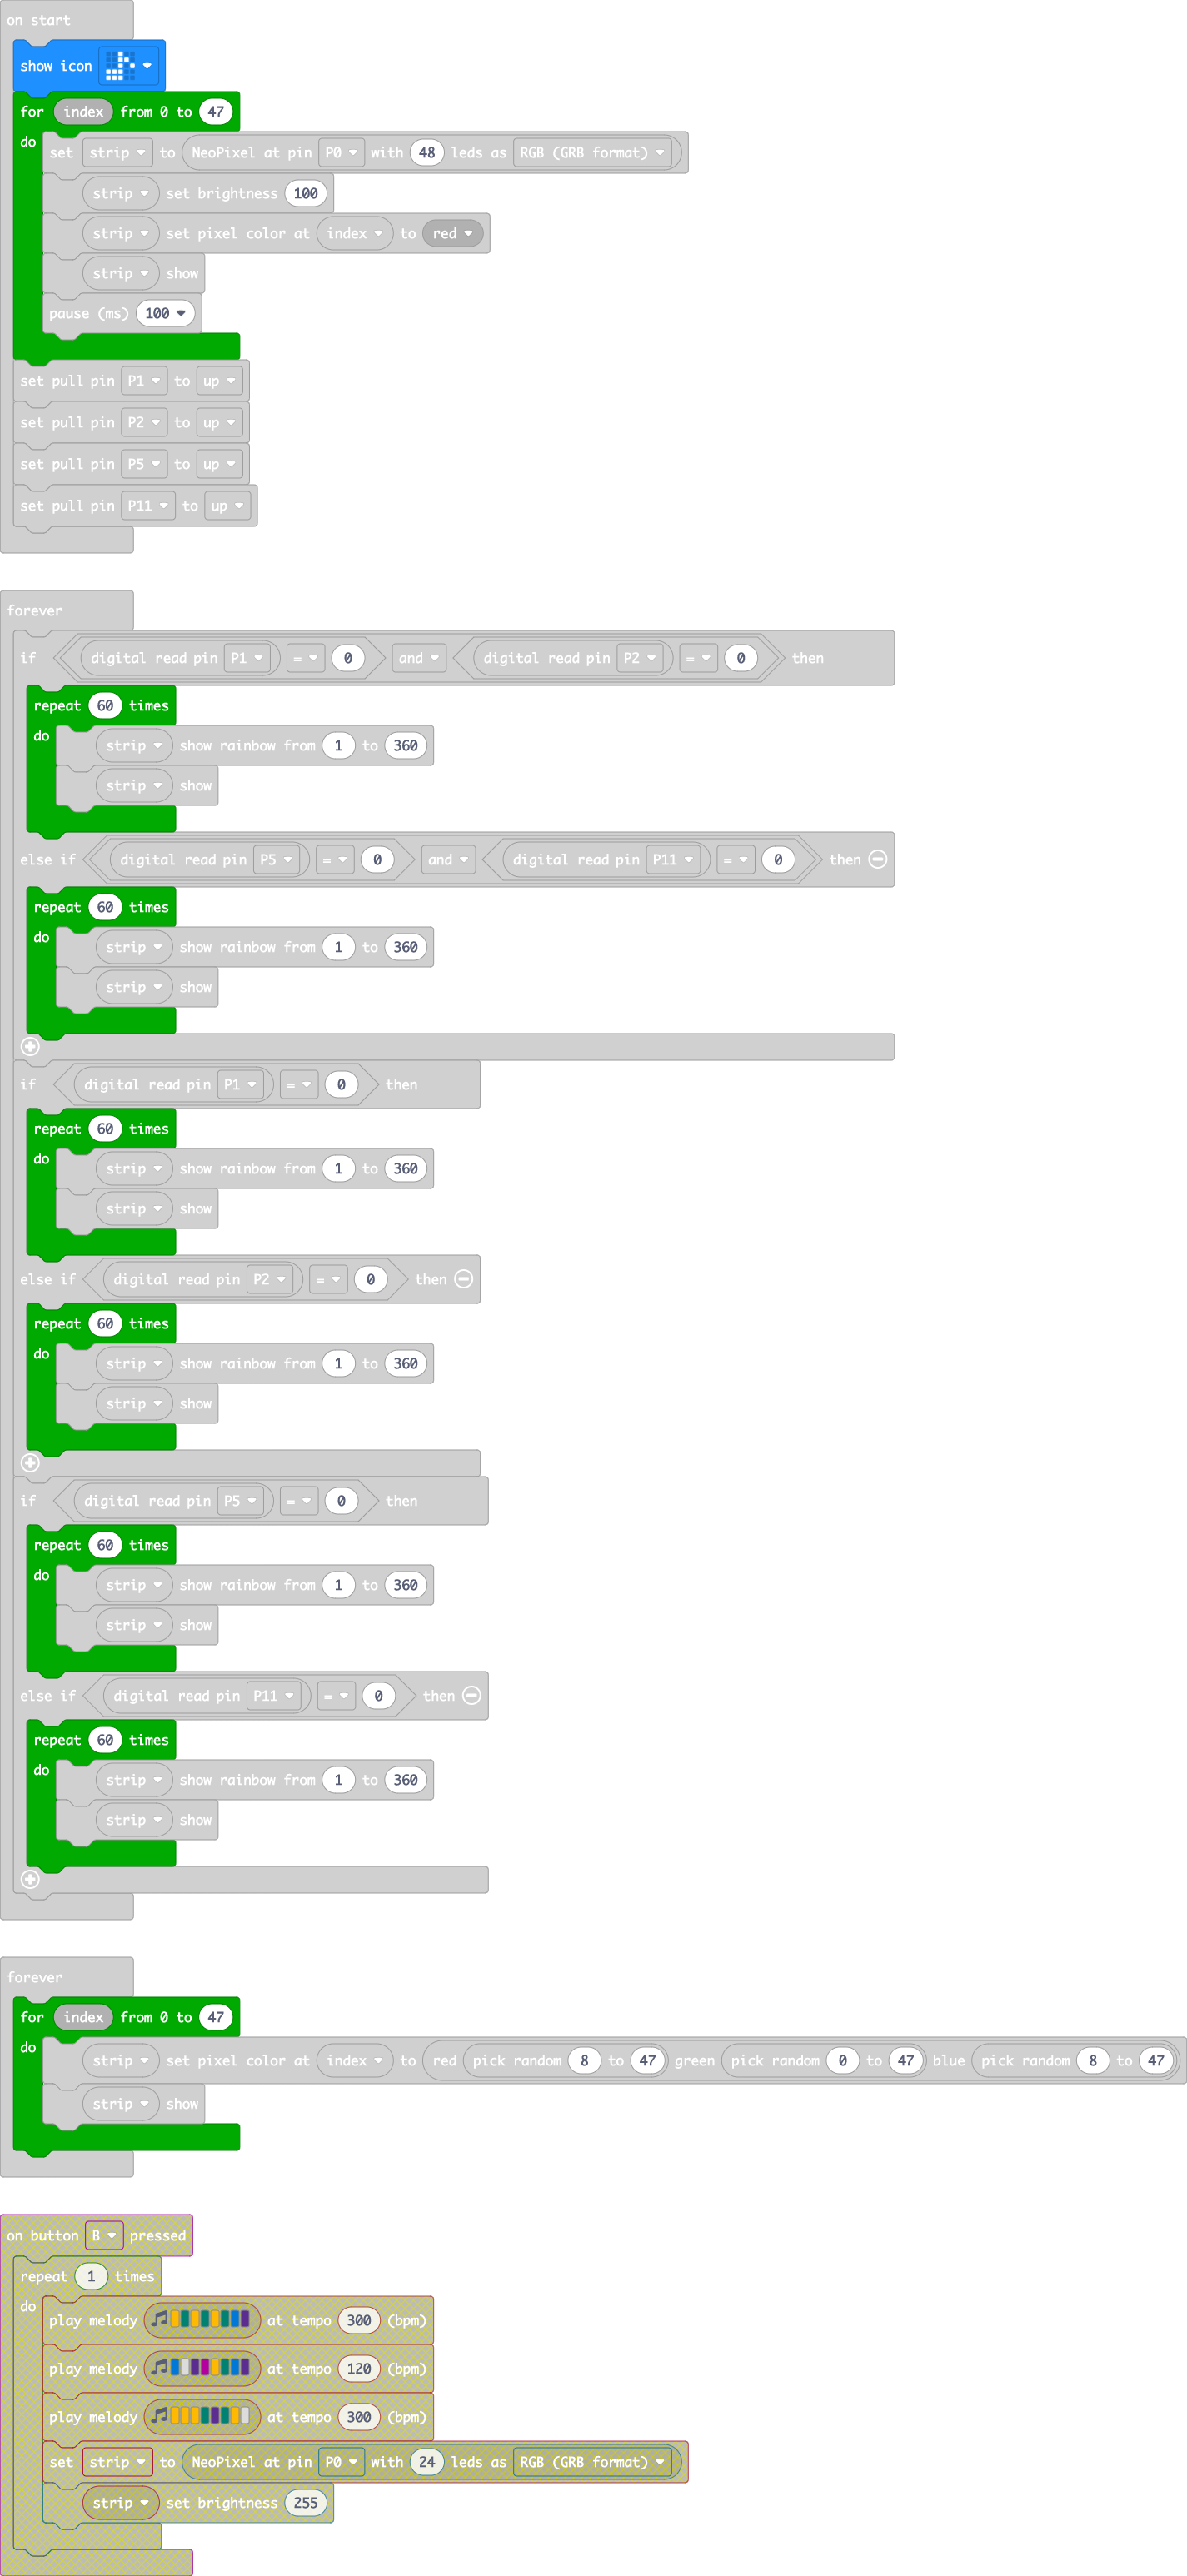 on start
show icon
for index from 0 to 47
do
set strip to NeoPixel at pin P0 with 48 leds as RGB (GRB format)
strip set brightness 100
strip set pixel color at index to red
strip show
pause (ms) 100
set pull pin P1 to up
set pull pin P2 to up
set pull pin P5 to up
set pull pin P11 to up
forever
if digital read pin P1 = 0 and digital read pin P2 = 0 then
repeat 60 times
do
strip show rainbow from 1 to 360
strip show
else if digital read pin P5 = 0 and digital read pin P11 = 0 then
repeat 60 times
do
strip show rainbow from 1 to 360
strip show
if digital read pin P1 = 0 then
repeat 60 times
do
strip show rainbow from 1 to 360
strip show
else if digital read pin P2 = 0 then
repeat 60 times
do
strip show rainbow from 1 to 360
strip show
if digital read pin P5 = 0 then
repeat 60 times
do
strip show rainbow from 1 to 360
strip show
else if digital read pin P11 = 0 then
repeat 60 times
do
strip show rainbow from 1 to 360
strip show
forever
for index from 0 to 47
do
strip set pixel color at index to red pick random 8 to 47 green pick random 0 to 47 blue pick random 8 to 47
strip show
on button B pressed
repeat 1 times
do
play melody at tempo 300 (bpm)
play melody at tempo 120 (bpm)
play melody at tempo 300 (bpm)
set strip to NeoPixel at pin P0 with 24 leds as RGB (GRB format)
strip set brightness 255